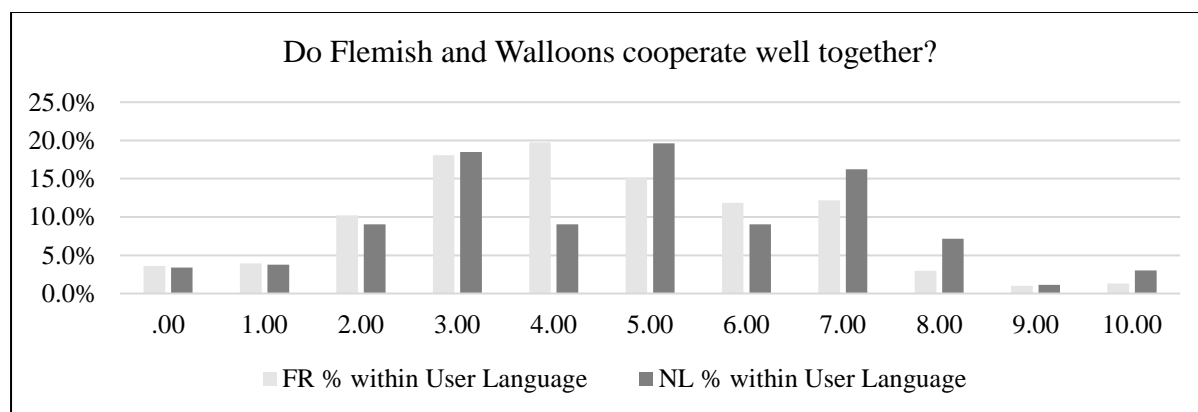 Do Flemish and Walloons cooperate well together?
25.0%
20.0%
15.0%
10.0%
5.0%
0.0%
.00 1.00 2.00 3.00 4.00 5.00 6.00 7.00 8.00 9.00 10.00
FR % within User Language NL % within User Language